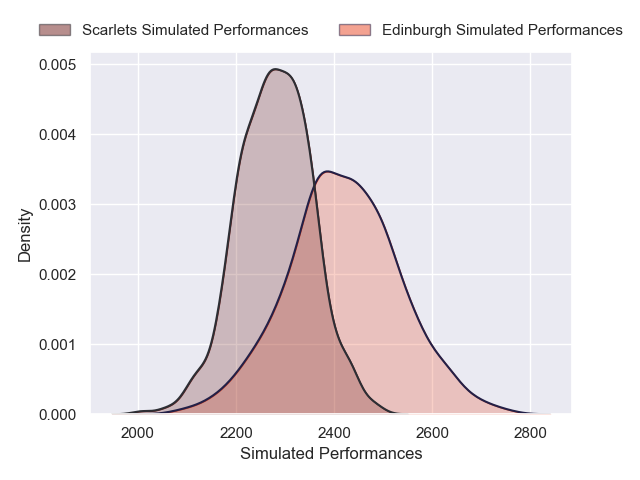 Scarlets Simulated Performances Edinburgh Simulated Performances
0.005
0.004
0.003
0.002
0.001
0.000
Density
2000 2200 2400 2600 2800
Simulated Performances